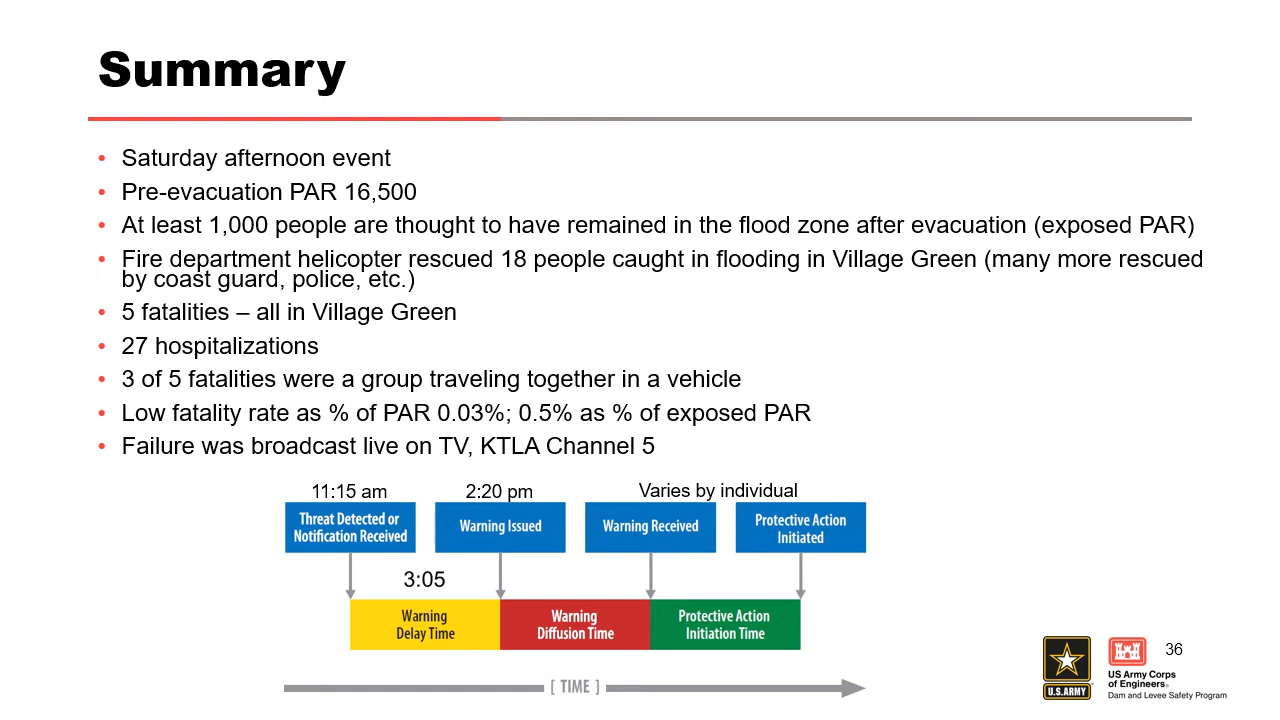 Summary
• Saturday afternoon event
• Pre-evacuation PAR 16,500
• At least 1,000 people are thought to have remained in the flood zone after evacuation (exposed PAR)
• Fire department helicopter rescued 18 people caught in flooding in Village Green (many more rescued
by coast guard, police, etc.)
• 5 fatalities – all in Village Green
• 27 hospitalizations
• 3 of 5 fatalities were a group traveling together in a vehicle
• Low fatality rate as % of PAR 0.03%; 0.5% as % of exposed PAR
• Failure was broadcast live on TV, KTLA Channel 5
11:15 am
2:20 pm
Varies by individual
Threat Detected or
Notification Received
Warning Issued
Warning Received
Protective Action
Initiated
3:05
Warning
Delay Time
Warning
Diffusion Time
Protective Action
Initiation Time
[ TIME ]
U.S.ARMY
US Army Corps
of Engineers®
Dam and Levee Safety Program
36